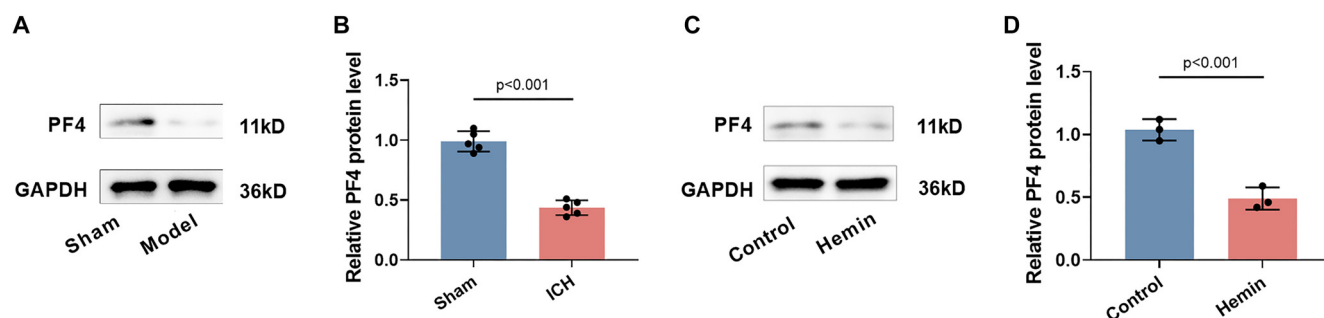 A
PF4
11kD
GAPDH
36kD
Sham
Model
B
Relative PF4 protein level
1.5
1.0
0.5
0.0
p<0.001
Sham
ICH
C
PF4
11kD
GAPDH
36kD
Control
Hemin
D
Relative PF4 protein level
1.5
1.0
0.5
0.0
p<0.001
Control
Hemin